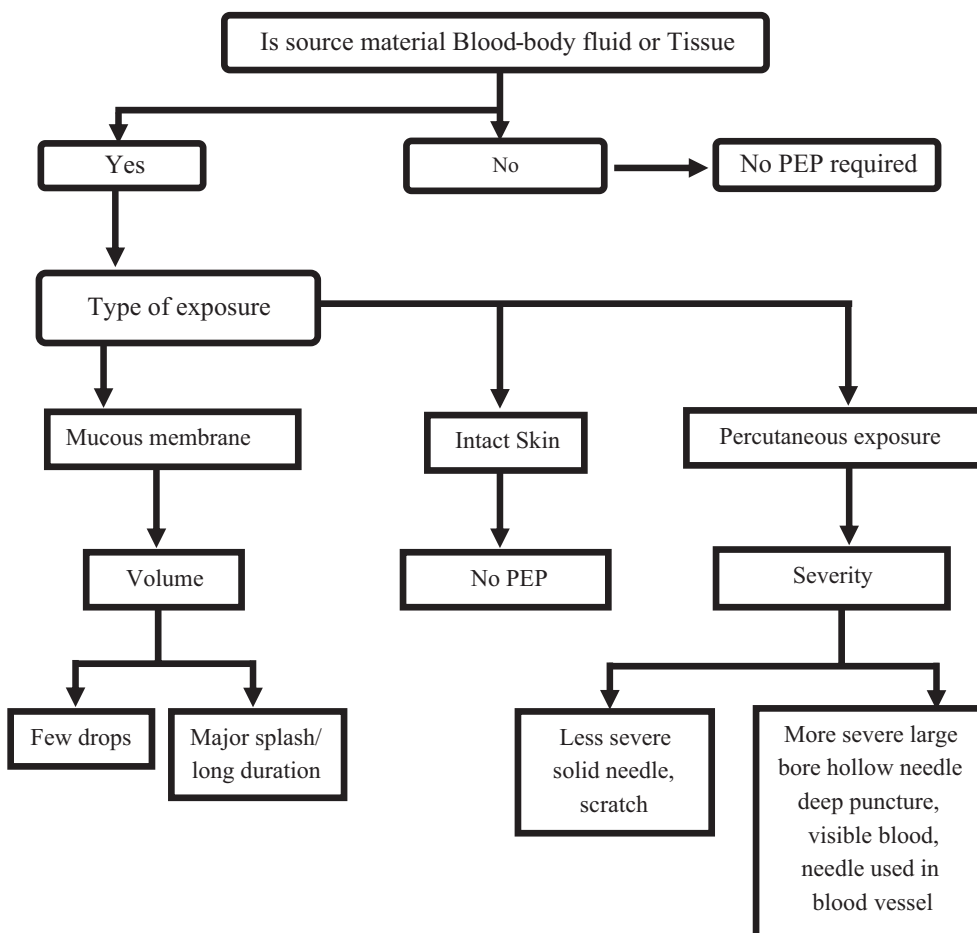 Is source material Blood-body fluid or Tissue
Yes
No
No PEP required
Type of exposure
Mucous membrane
Intact Skin
Percutaneous exposure
Volume
No PEP
Severity
Few drops
Major splash/
long duration
Less severe
solid needle,
scratch
More severe large
bore hollow needle
deep puncture,
visible blood,
needle used in
blood vessel